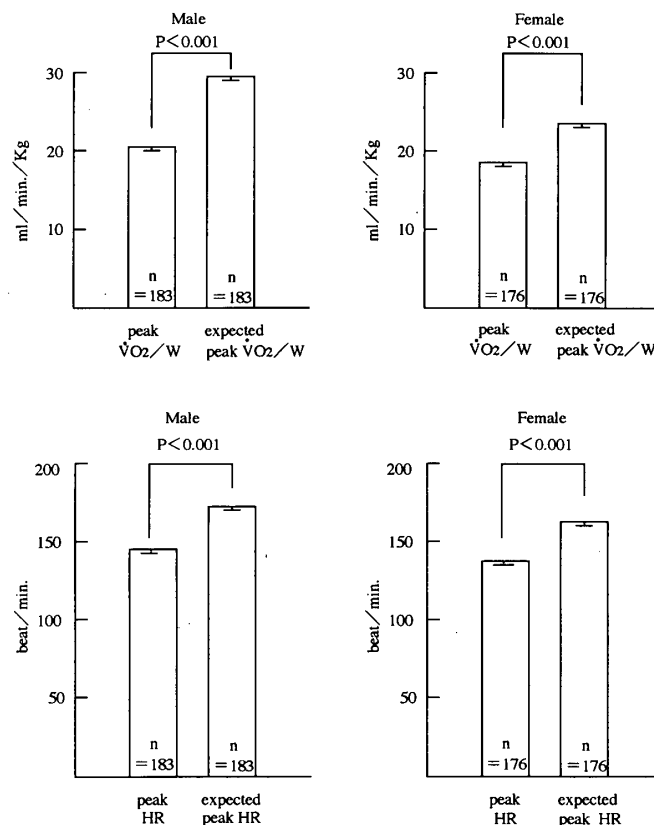 Male
P<0.001
30
20
10
ml／min.／Kg
n
＝183
n
＝183
peak
V̇O2／W
expected
peak V̇O2／W
Female
P<0.001
30
20
10
ml／min.／Kg
n
＝176
n
＝176
peak
V̇O2／W
expected
peak V̇O2／W
Male
P<0.001
200
150
100
50
beat／min.
n
＝183
n
＝183
peak
HR
expected
peak HR
Female
P<0.001
200
150
100
50
beat／min.
n
＝176
n
＝176
peak
HR
expected
peak HR